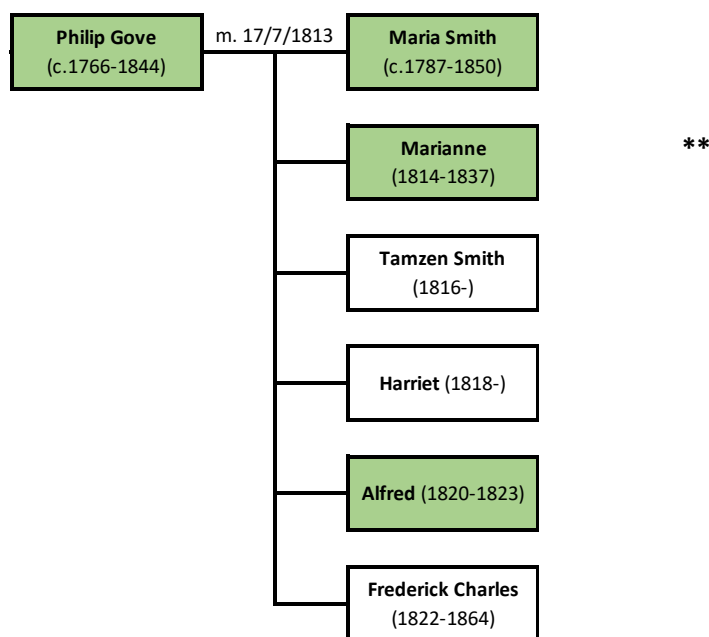 Philip Gove
(c.1766-1844)
m. 17/7/1813
Maria Smith
(c.1787-1850)
Marianne
(1814-1837)
**
Tamzen Smith
(1816-)
Harriet (1818-)
Alfred (1820-1823)
Frederick Charles
(1822-1864)